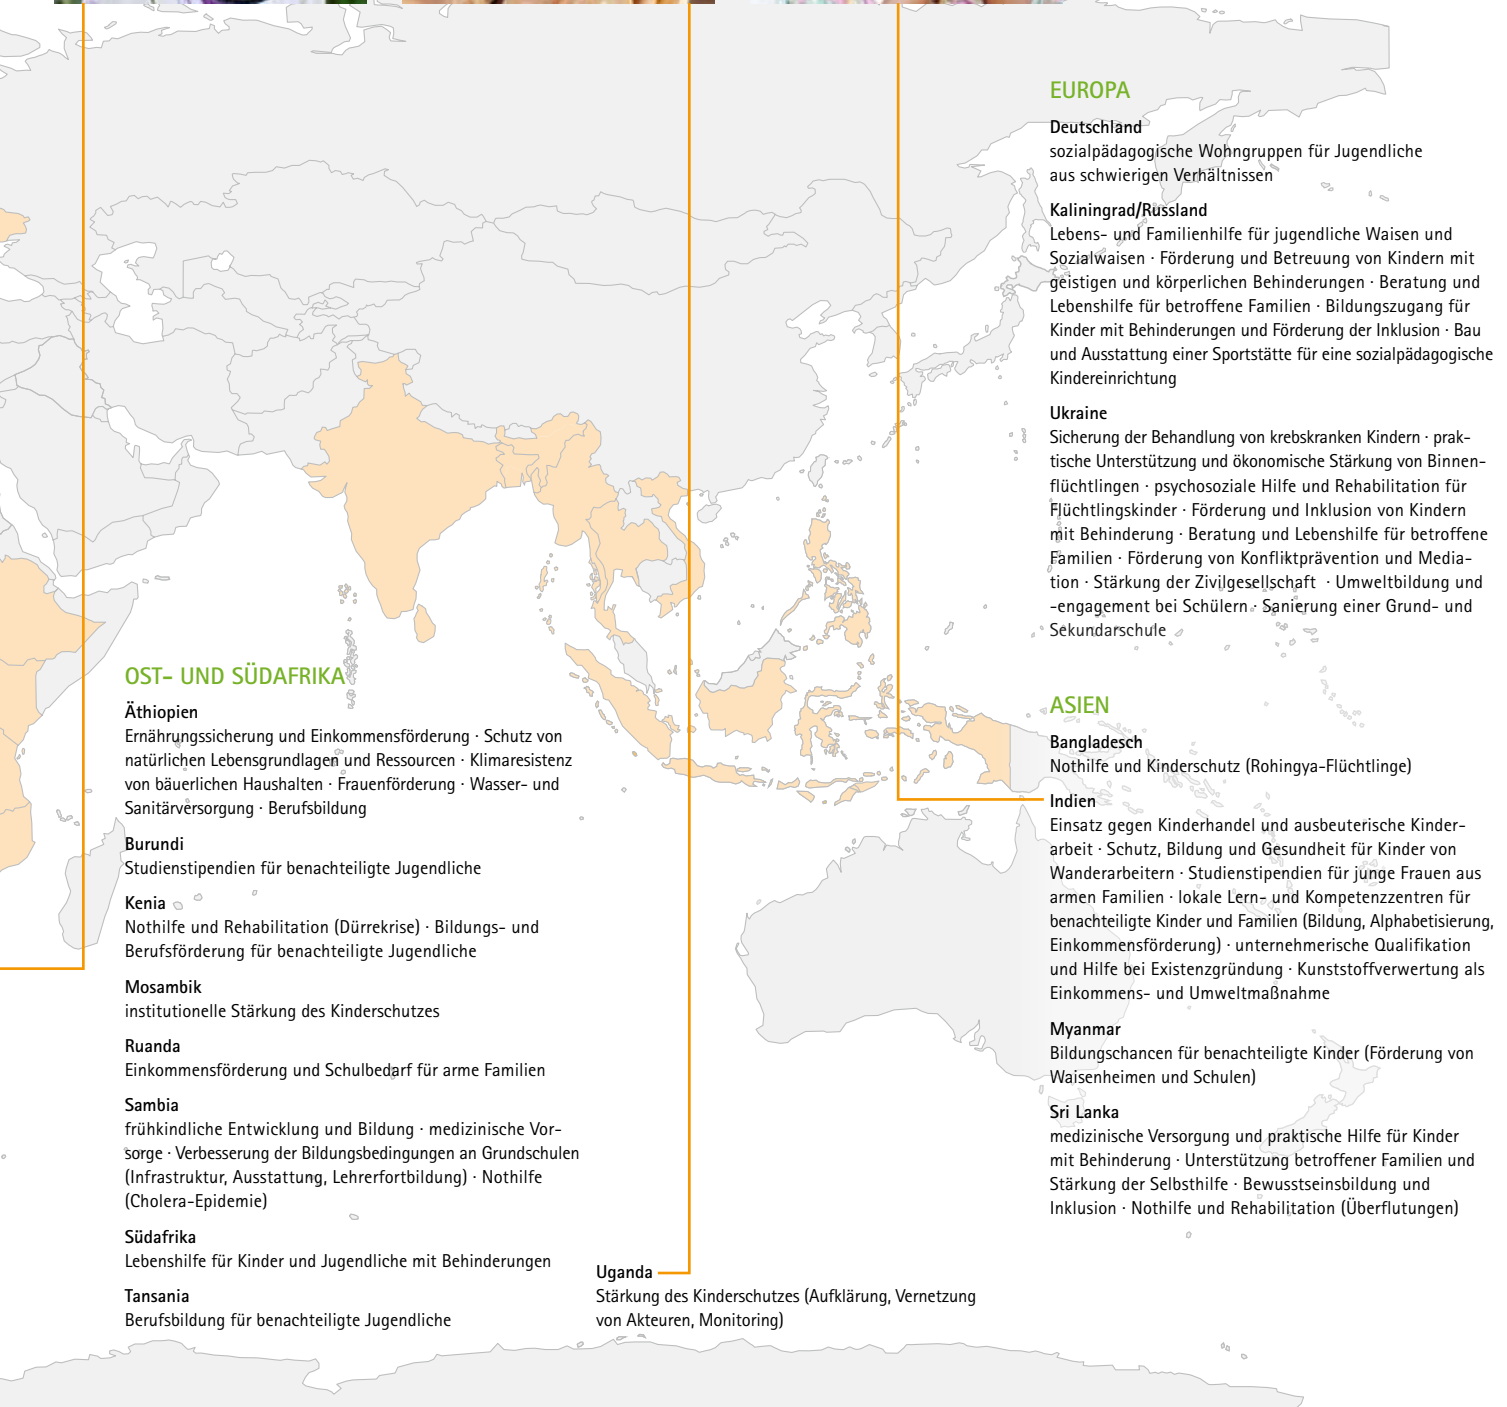 OST- UND SÜDAFRIKA
Äthiopien
Ernährungssicherung und Einkommensförderung · Schutz von
natürlichen Lebensgrundlagen und Ressourcen · Klimaresistenz
von bäuerlichen Haushalten · Frauenförderung · Wasser- und
Sanitärversorgung · Berufsbildung
Burundi
Studienstipendien für benachteiligte Jugendliche
Kenia
Nothilfe und Rehabilitation (Dürrekrise) · Bildungs- und
Berufsförderung für benachteiligte Jugendliche
Mosambik
institutionelle Stärkung des Kinderschutzes
Ruanda
Einkommensförderung und Schulbedarf für arme Familien
Sambia
frühkindliche Entwicklung und Bildung · medizinische Vor-
sorge · Verbesserung der Bildungsbedingungen an Grundschulen
(Infrastruktur, Ausstattung, Lehrerfortbildung) · Nothilfe
(Cholera-Epidemie)
Südafrika
Lebenshilfe für Kinder und Jugendliche mit Behinderungen
Tansania
Berufsbildung für benachteiligte Jugendliche
Uganda
Stärkung des Kinderschutzes (Aufklärung, Vernetzung
von Akteuren, Monitoring)
EUROPA
Deutschland
sozialpädagogische Wohngruppen für Jugendliche
aus schwierigen Verhältnissen
Kaliningrad/Russland
Lebens- und Familienhilfe für jugendliche Waisen und
Sozialwaisen · Förderung und Betreuung von Kindern mit
geistigen und körperlichen Behinderungen · Beratung und
Lebenshilfe für betroffene Familien · Bildungszugang für
Kinder mit Behinderungen und Förderung der Inklusion · Bau
und Ausstattung einer Sportstätte für eine sozialpädagogische
Kindereinrichtung
Ukraine
Sicherung der Behandlung von krebskranken Kindern · prak-
tische Unterstützung und ökonomische Stärkung von Binnen-
flüchtlingen · psychosoziale Hilfe und Rehabilitation für
Flüchtlingskinder · Förderung und Inklusion von Kindern
mit Behinderung · Beratung und Lebenshilfe für betroffene
Familien · Förderung von Konfliktprävention und Media-
tion · Stärkung der Zivilgesellschaft · Umweltbildung und
-engagement bei Schülern · Sanierung einer Grund- und
Sekundarschule
ASIEN
Bangladesch
Nothilfe und Kinderschutz (Rohingya-Flüchtlinge)
Indien
Einsatz gegen Kinderhandel und ausbeuterische Kinder-
arbeit · Schutz, Bildung und Gesundheit für Kinder von
Wanderarbeitern · Studienstipendien für junge Frauen aus
armen Familien · lokale Lern- und Kompetenzzentren für
benachteiligte Kinder und Familien (Bildung, Alphabetisierung,
Einkommensförderung) · unternehmerische Qualifikation
und Hilfe bei Existenzgründung · Kunststoffverwertung als
Einkommens- und Umweltmaßnahme
Myanmar
Bildungschancen für benachteiligte Kinder (Förderung von
Waisenheimen und Schulen)
Sri Lanka
medizinische Versorgung und praktische Hilfe für Kinder
mit Behinderung · Unterstützung betroffener Familien und
Stärkung der Selbsthilfe · Bewusstseinsbildung und
Inklusion · Nothilfe und Rehabilitation (Überflutungen)